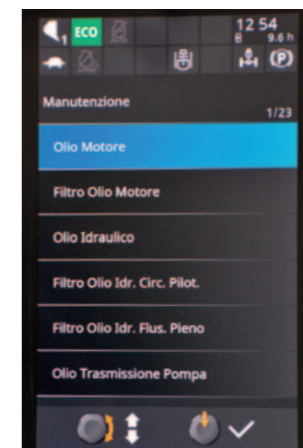 1 ECO 12 54
B 9.6 h
(P)
Manutenzione
1/23
Olio Motore
Filtro Olio Motore
Olio Idraulico
Filtro Olio Idr. Circ. Pilot.
Filtro Olio Idr. Flus. Pieno
Olio Trasmissione Pompa